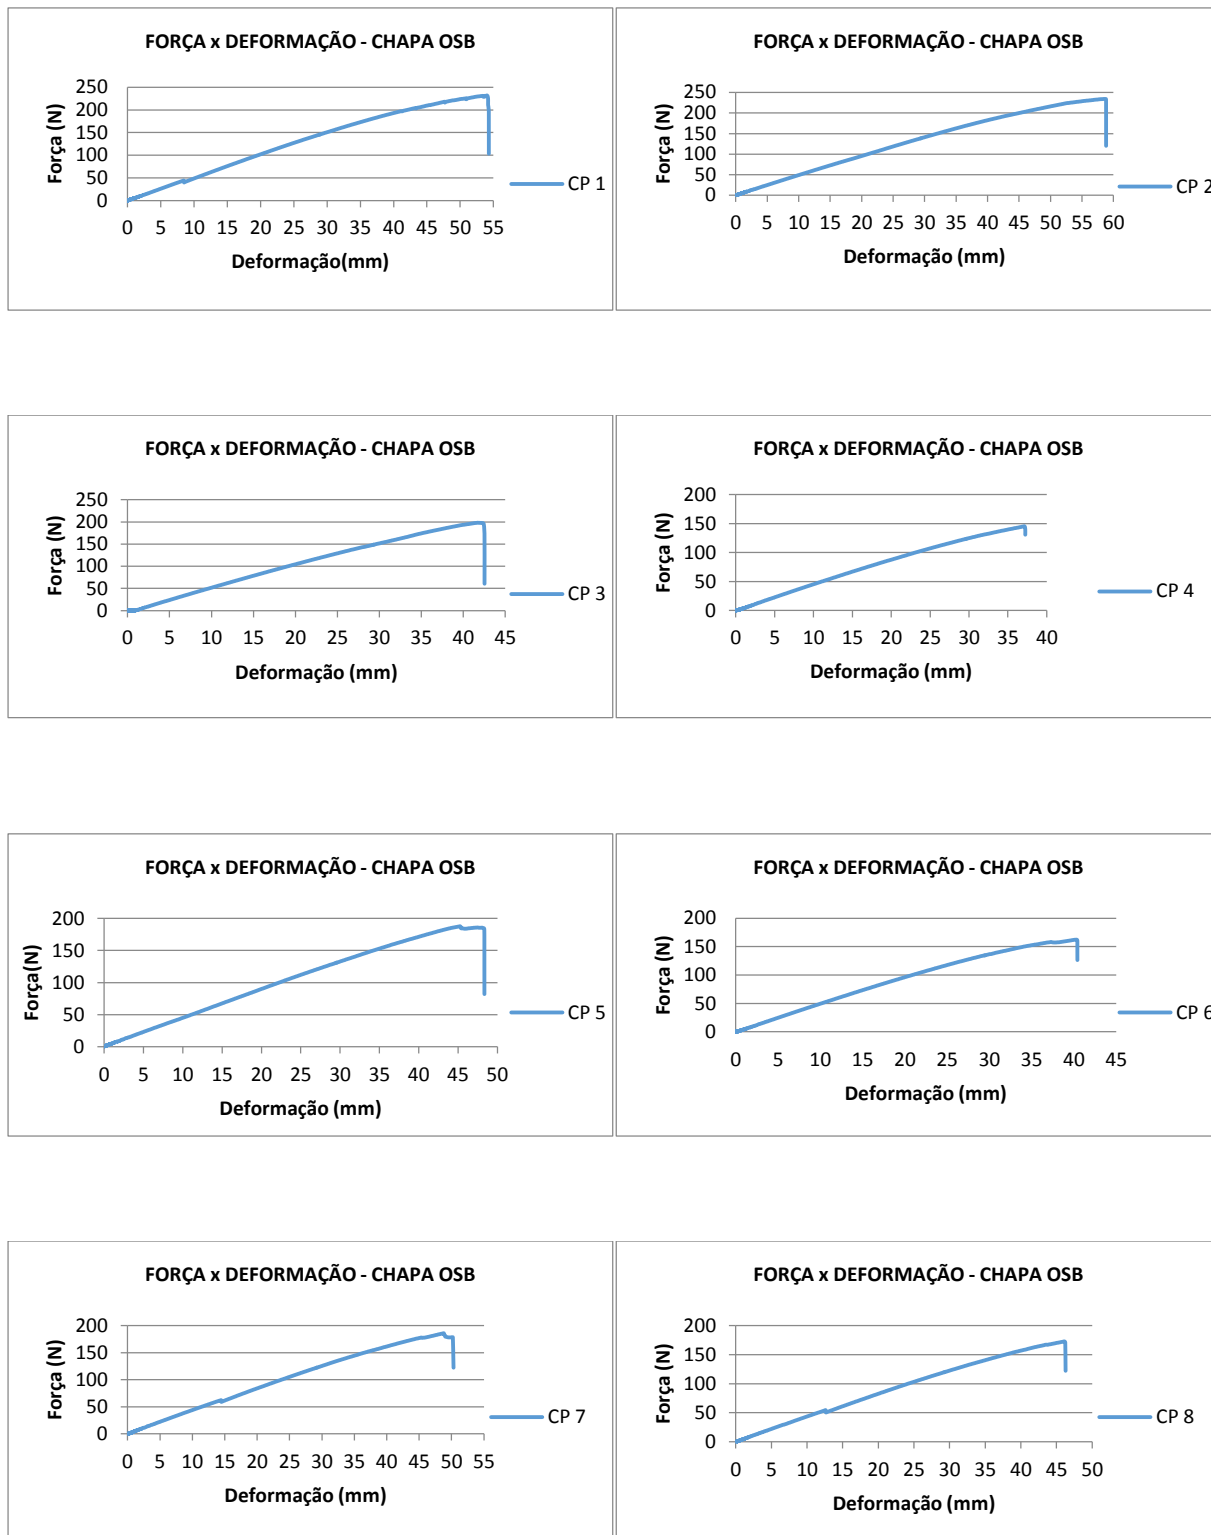 FORÇA x DEFORMAÇÃO - CHAPA OSB
Força (N)
250
200
150
100
50
0
0 5 10 15 20 25 30 35 40 45 50 55
Deformação(mm)
CP 1
FORÇA x DEFORMAÇÃO - CHAPA OSB
Força (N)
250
200
150
100
50
0
0 5 10 15 20 25 30 35 40 45 50 55 60
Deformação (mm)
CP 2
FORÇA x DEFORMAÇÃO - CHAPA OSB
Força (N)
250
200
150
100
50
0
0 5 10 15 20 25 30 35 40 45
Deformação (mm)
CP 3
FORÇA x DEFORMAÇÃO - CHAPA OSB
Força (N)
200
150
100
50
0
0 5 10 15 20 25 30 35 40
Deformação (mm)
CP 4
FORÇA x DEFORMAÇÃO - CHAPA OSB
Força(N)
200
150
100
50
0
0 5 10 15 20 25 30 35 40 45 50
Deformação (mm)
CP 5
FORÇA x DEFORMAÇÃO - CHAPA OSB
Força (N)
200
150
100
50
0
0 5 10 15 20 25 30 35 40 45
Deformação (mm)
CP 6
FORÇA x DEFORMAÇÃO - CHAPA OSB
Força (N)
200
150
100
50
0
0 5 10 15 20 25 30 35 40 45 50 55
Deformação (mm)
CP 7
FORÇA x DEFORMAÇÃO - CHAPA OSB
Força (N)
200
150
100
50
0
0 5 10 15 20 25 30 35 40 45 50
Deformação (mm)
CP 8